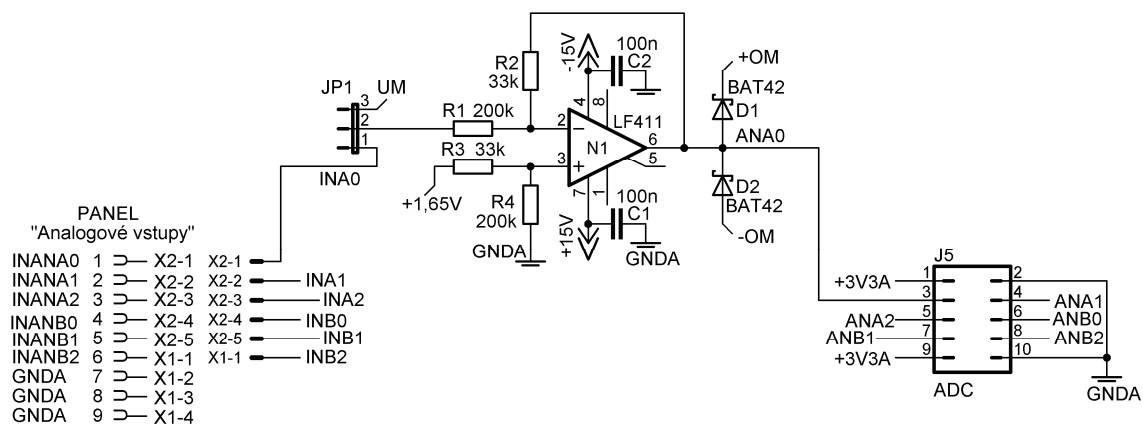 R2
33k
-15V
100n
C2
+OM
BAT42
D1
JP1
3
UM
2
1
R1 200k
2
4
8
LF411
N1
6
5
ANA0
R3 33k
3
+1,65V
R4
200k
GNDA
7
1
+15V
100n
C1
GNDA
D2
BAT42
-OM
INA0
PANEL
"Analogové vstupy"
INANA0 1 X2-1 X2-1
INANA1 2 X2-2 X2-2 INA1
INANA2 3 X2-3 X2-3 INA2
INANB0 4 X2-4 X2-4 INB0
INANB1 5 X2-5 X2-5 INB1
INANB2 6 X1-1 X1-1 INB2
GNDA 7 X1-2
GNDA 8 X1-3
GNDA 9 X1-4
J5
+3V3A 1 2
3 4 ANA1
ANA2 5 6 ANB0
ANB1 7 8 ANB2
+3V3A 9 10
ADC
GNDA